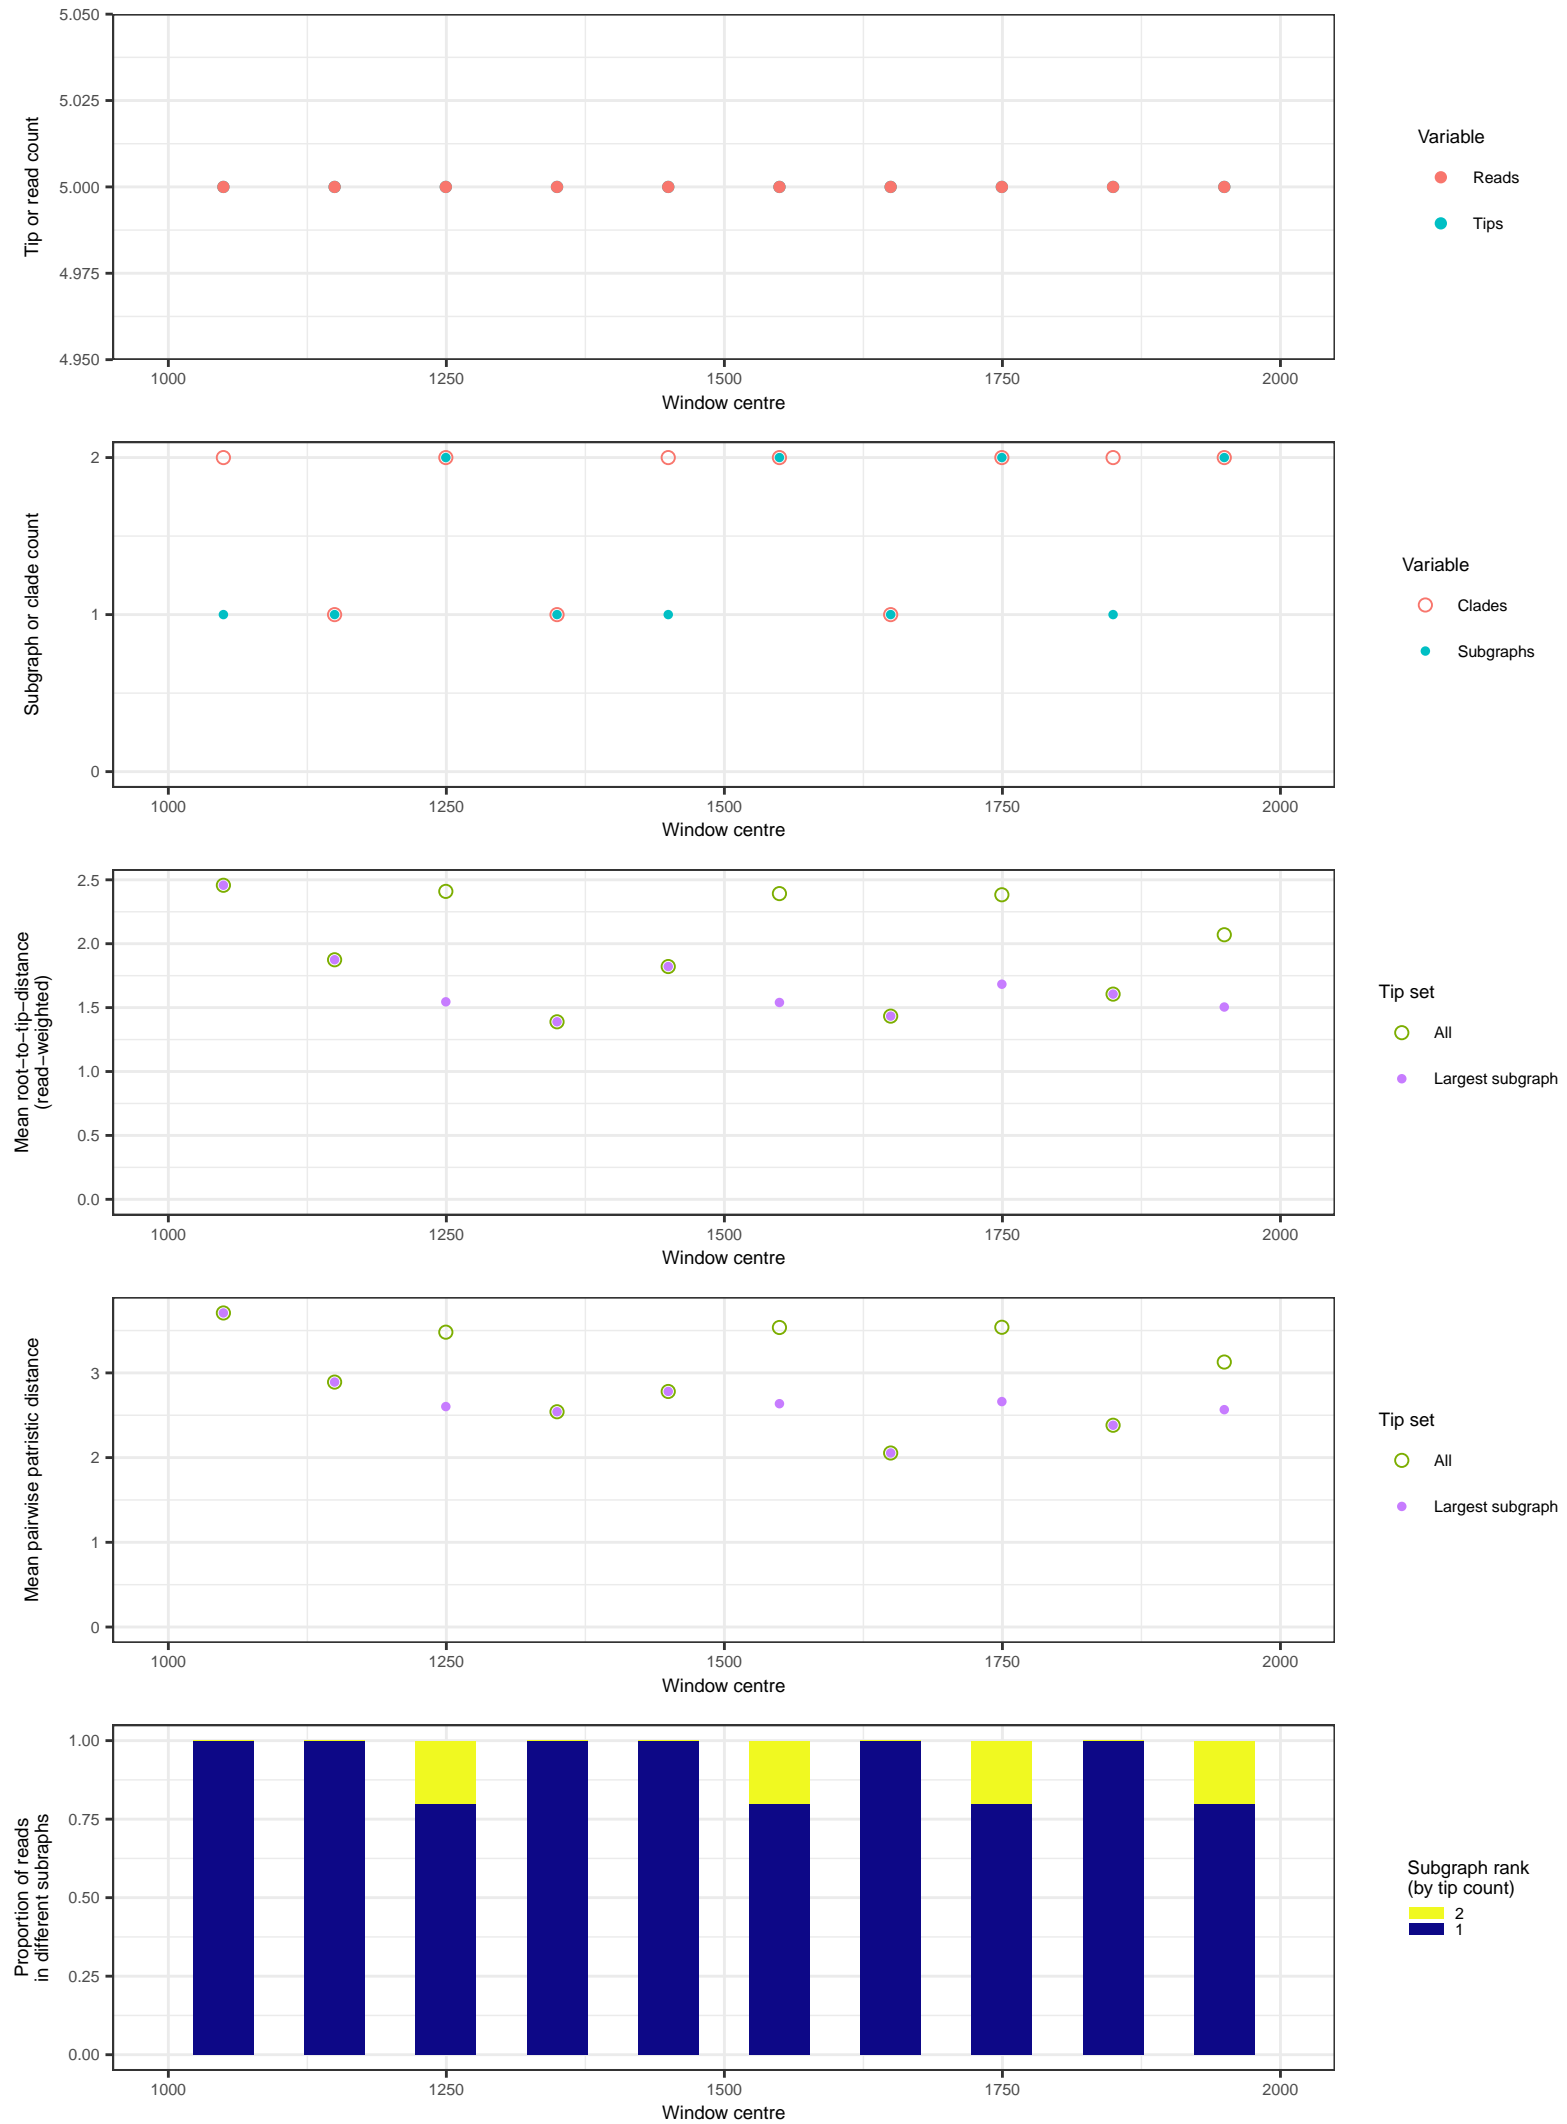 5.050
5.025
5.000
4.975
4.950
Tip or read count
1000 1250 1500 1750 2000
Window centre
Variable
Reads
Tips
2
1
0
Subgraph or clade count
1000 1250 1500 1750 2000
Window centre
Variable
Clades
Subgraphs
2.5
2.0
1.5
1.0
0.5
0.0
Mean root−to−tip−distance
(read−weighted)
1000 1250 1500 1750 2000
Window centre
Tip set
All
Largest subgraph
3
2
1
0
Mean pairwise patristic distance
1000 1250 1500 1750 2000
Window centre
Tip set
All
Largest subgraph
1.00
0.75
0.50
0.25
0.00
Proportion of reads
in different subraphs
1000 1250 1500 1750 2000
Window centre
Subgraph rank
(by tip count)
2
1